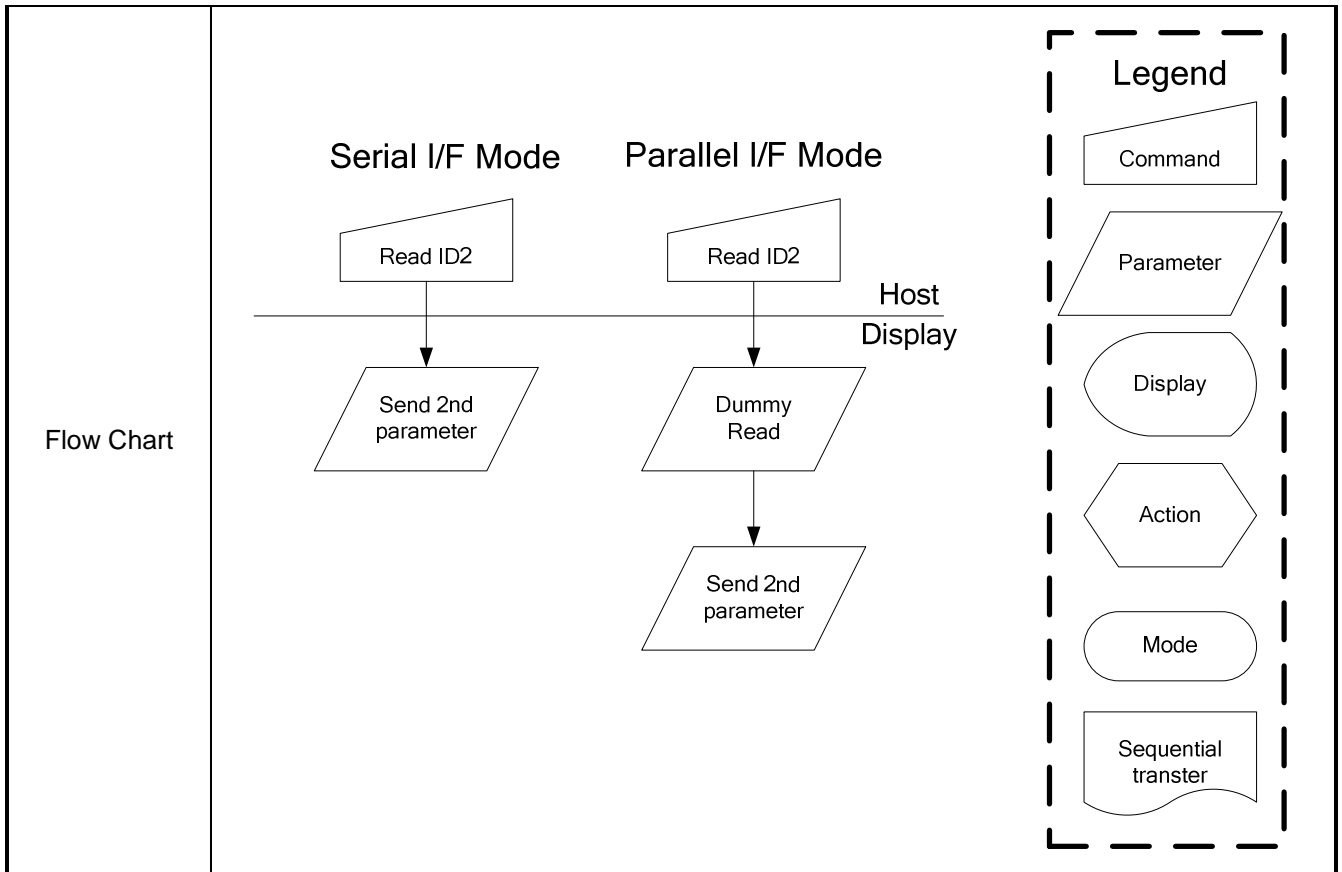 Flow Chart
Serial I/F Mode
Read ID2
Send 2nd
parameter
Parallel I/F Mode
Read ID2
Host
Display
Dummy
Read
Send 2nd
parameter
Legend
Command
Parameter
Display
Action
Mode
Sequential
transter